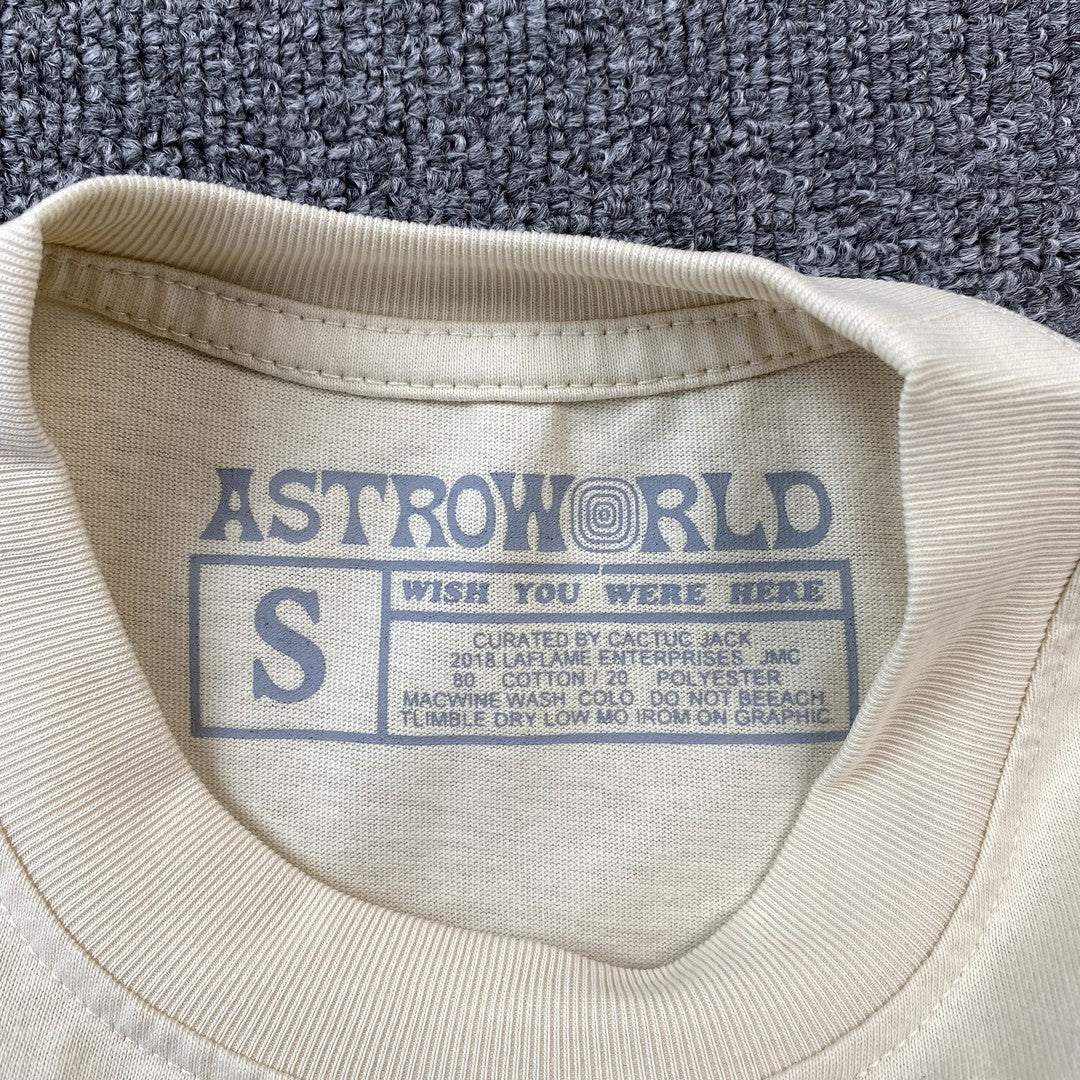 ASTROWORLD
S
WISH YOU WERE HERE
CURATED BY CACTUC JACK
2018 LAFLAME ENTERPRISES JMC
80 COTTON / 20 POLYESTER
MACWINE WASH COLO DO NOT BEEACH
TLIMBLE DRY LOW MO IROM ON GRAPHIC